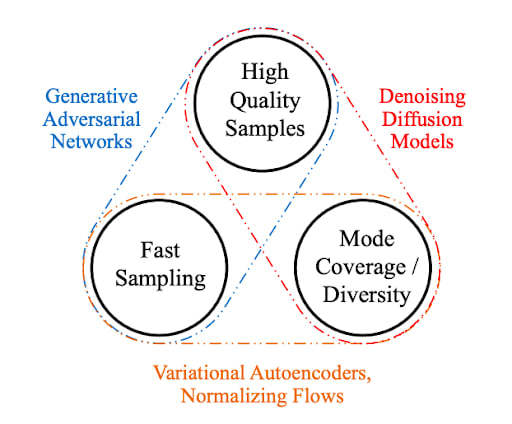 High
Quality
Samples
Generative
Adversarial
Networks
Denoising
Diffusion
Models
Fast
Sampling
Mode
Coverage /
Diversity
Variational Autoencoders,
Normalizing Flows